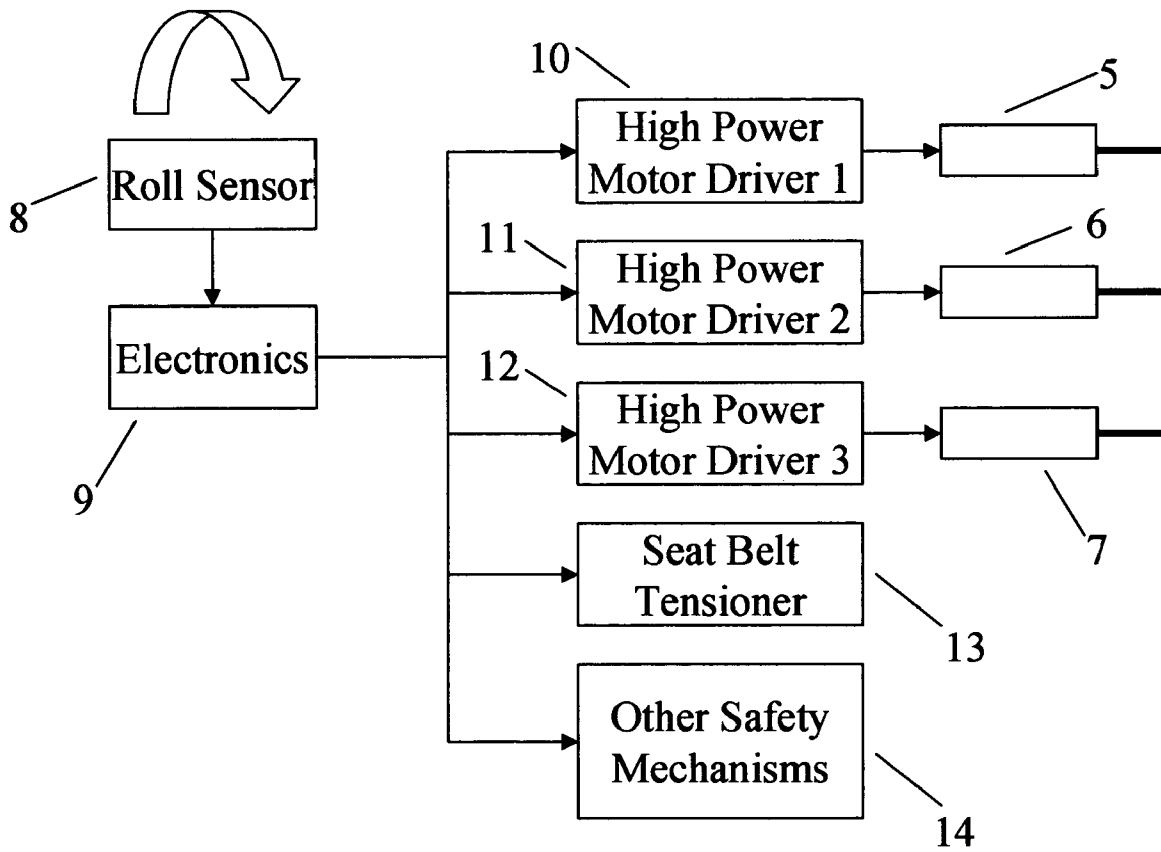 10
5
High Power
Motor Driver 1
Roll Sensor
8
11
6
High Power
Motor Driver 2
Electronics
12
High Power
Motor Driver 3
9
7
Seat Belt
Tensioner
13
Other Safety
Mechanisms
14